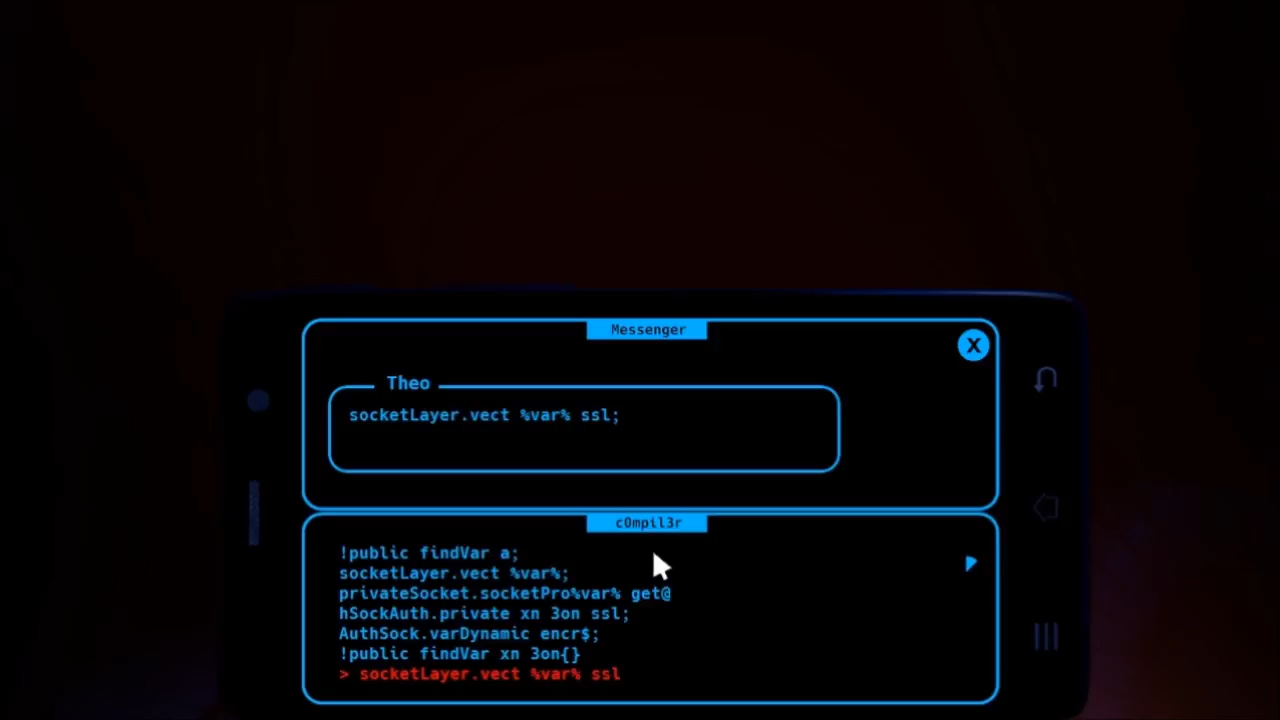 Messenger
X
Theo
socketLayer.vect %var% ssl;
c0mpil3r
!public findVar a;
socketLayer.vect %var%;
privateSocket.socketPro%var% get@
hSockAuth.private xn 3on ssl;
AuthSock.varDynamic encr$;
!public findVar xn 3on{}
> socketLayer.vect %var% ssl